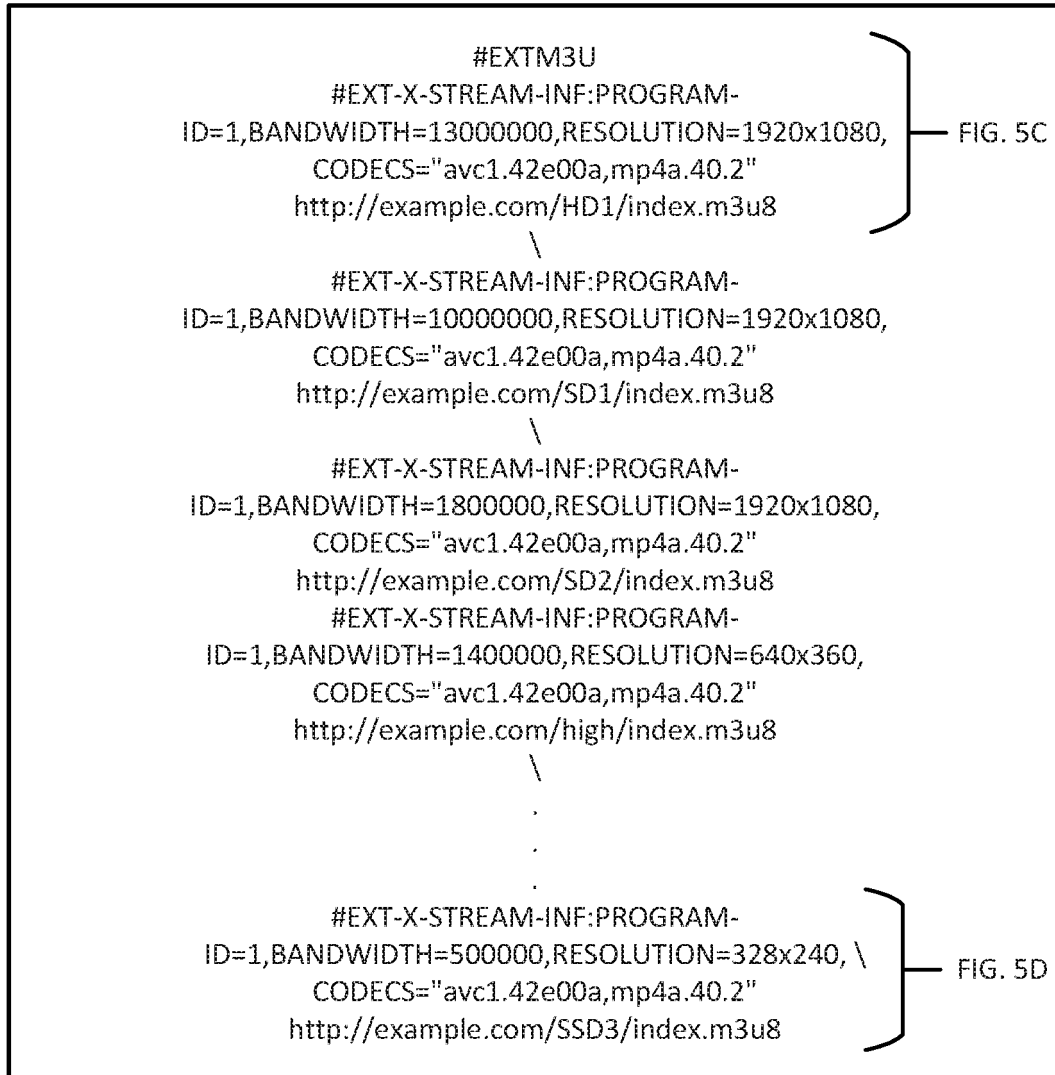 #EXTM3U
#EXT-X-STREAM-INF:PROGRAM-
ID=1,BANDWIDTH=13000000,RESOLUTION=1920x1080,
CODECS="avc1.42e00a,mp4a.40.2"
http://example.com/HD1/index.m3u8
FIG. 5C
\
#EXT-X-STREAM-INF:PROGRAM-
ID=1,BANDWIDTH=10000000,RESOLUTION=1920x1080,
CODECS="avc1.42e00a,mp4a.40.2"
http://example.com/SD1/index.m3u8
\
#EXT-X-STREAM-INF:PROGRAM-
ID=1,BANDWIDTH=1800000,RESOLUTION=1920x1080,
CODECS="avc1.42e00a,mp4a.40.2"
http://example.com/SD2/index.m3u8
#EXT-X-STREAM-INF:PROGRAM-
ID=1,BANDWIDTH=1400000,RESOLUTION=640x360,
CODECS="avc1.42e00a,mp4a.40.2"
http://example.com/high/index.m3u8
\
.
.
.
#EXT-X-STREAM-INF:PROGRAM-
ID=1,BANDWIDTH=500000,RESOLUTION=328x240, \
CODECS="avc1.42e00a,mp4a.40.2"
http://example.com/SSD3/index.m3u8
FIG. 5D